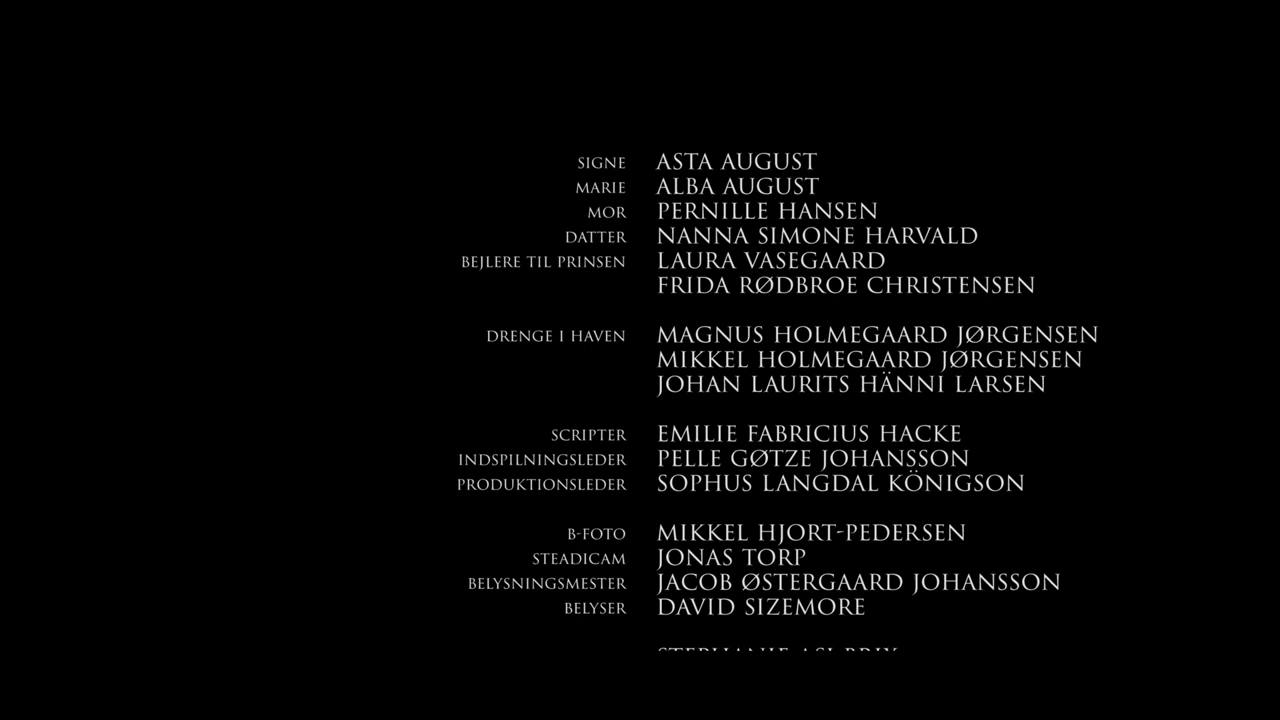 SIGNE ASTA AUGUST
MARIE ALBA AUGUST
MOR PERNILLE HANSEN
DATTER NANNA SIMONE HARVALD
BEJLERE TIL PRINSEN LAURA VASEGAARD
FRIDA RØDBROE CHRISTENSEN
DRENGE I HAVEN MAGNUS HOLMEGAARD JØRGENSEN
MIKKEL HOLMEGAARD JØRGENSEN
JOHAN LAURITS HÄNNI LARSEN
SCRIPTER EMILIE FABRICIUS HACKE
INDSPILNINGSLEDER PELLE GØTZE JOHANSSON
PRODUKTIONSLEDER SOPHUS LANGDAL KÖNIGSON
B-FOTO MIKKEL HJORT-PEDERSEN
STEADICAM JONAS TORP
BELYSNINGSMESTER JACOB ØSTERGAARD JOHANSSON
BELYSER DAVID SIZEMORE